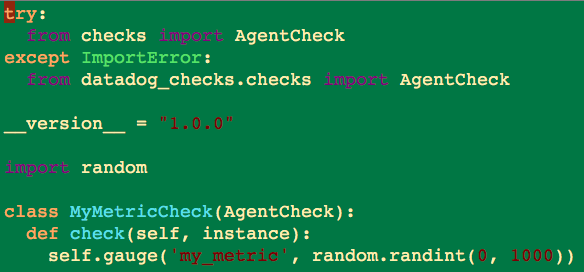 try:
  from checks import AgentCheck
except ImportError:
  from datadog_checks.checks import AgentCheck

__version__ = "1.0.0"

import random

class MyMetricCheck(AgentCheck):
  def check(self, instance):
    self.gauge('my_metric', random.randint(0, 1000))